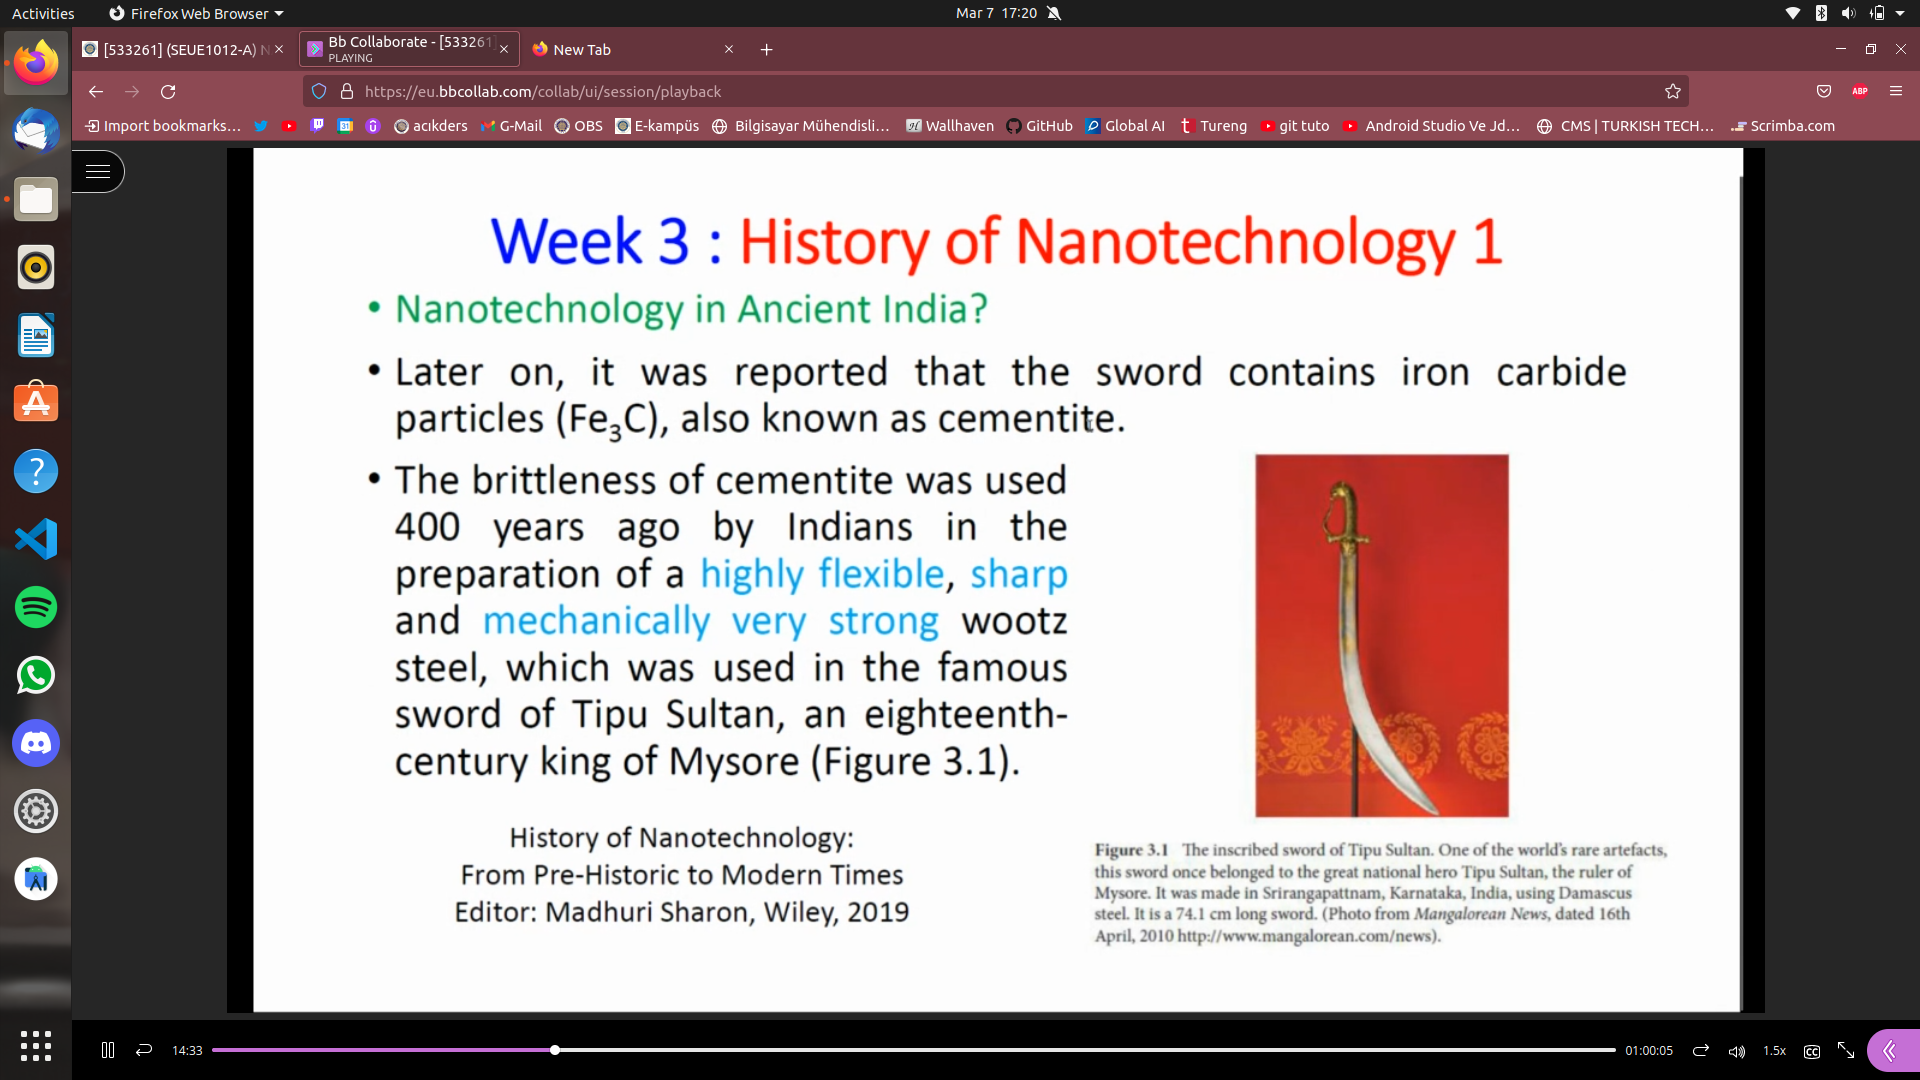 Activities
Firefox Web Browser
Mar 7 17:20
[533261] (SEUE1012-A) N
Bb Collaborate - [533261]
PLAYING
New Tab
https://eu.bbcollab.com/collab/ui/session/playback
ABP
Import bookmarks...
31
acıkders
G-Mail
OBS
E-kampüs
Bilgisayar Mühendisli...
Wallhaven
GitHub
Global AI
Tureng
git tuto
Android Studio Ve Jd...
CMS | TURKISH TECH...
Scrimba.com
Week 3 : History of Nanotechnology 1
• Nanotechnology in Ancient India?
• Later on, it was reported that the sword contains iron carbide
particles (Fe₃C), also known as cementite.
• The brittleness of cementite was used
400 years ago by Indians in the
preparation of a highly flexible, sharp
and mechanically very strong wootz
steel, which was used in the famous
sword of Tipu Sultan, an eighteenth-
century king of Mysore (Figure 3.1).
History of Nanotechnology:
From Pre-Historic to Modern Times
Editor: Madhuri Sharon, Wiley, 2019
Figure 3.1 The inscribed sword of Tipu Sultan. One of the world's rare artefacts,
this sword once belonged to the great national hero Tipu Sultan, the ruler of
Mysore. It was made in Srirangapattnam, Karnataka, India, using Damascus
steel. It is a 74.1 cm long sword. (Photo from Mangalorean News, dated 16th
April, 2010 http://www.mangalorean.com/news).
14:33
01:00:05
1.5x
CC